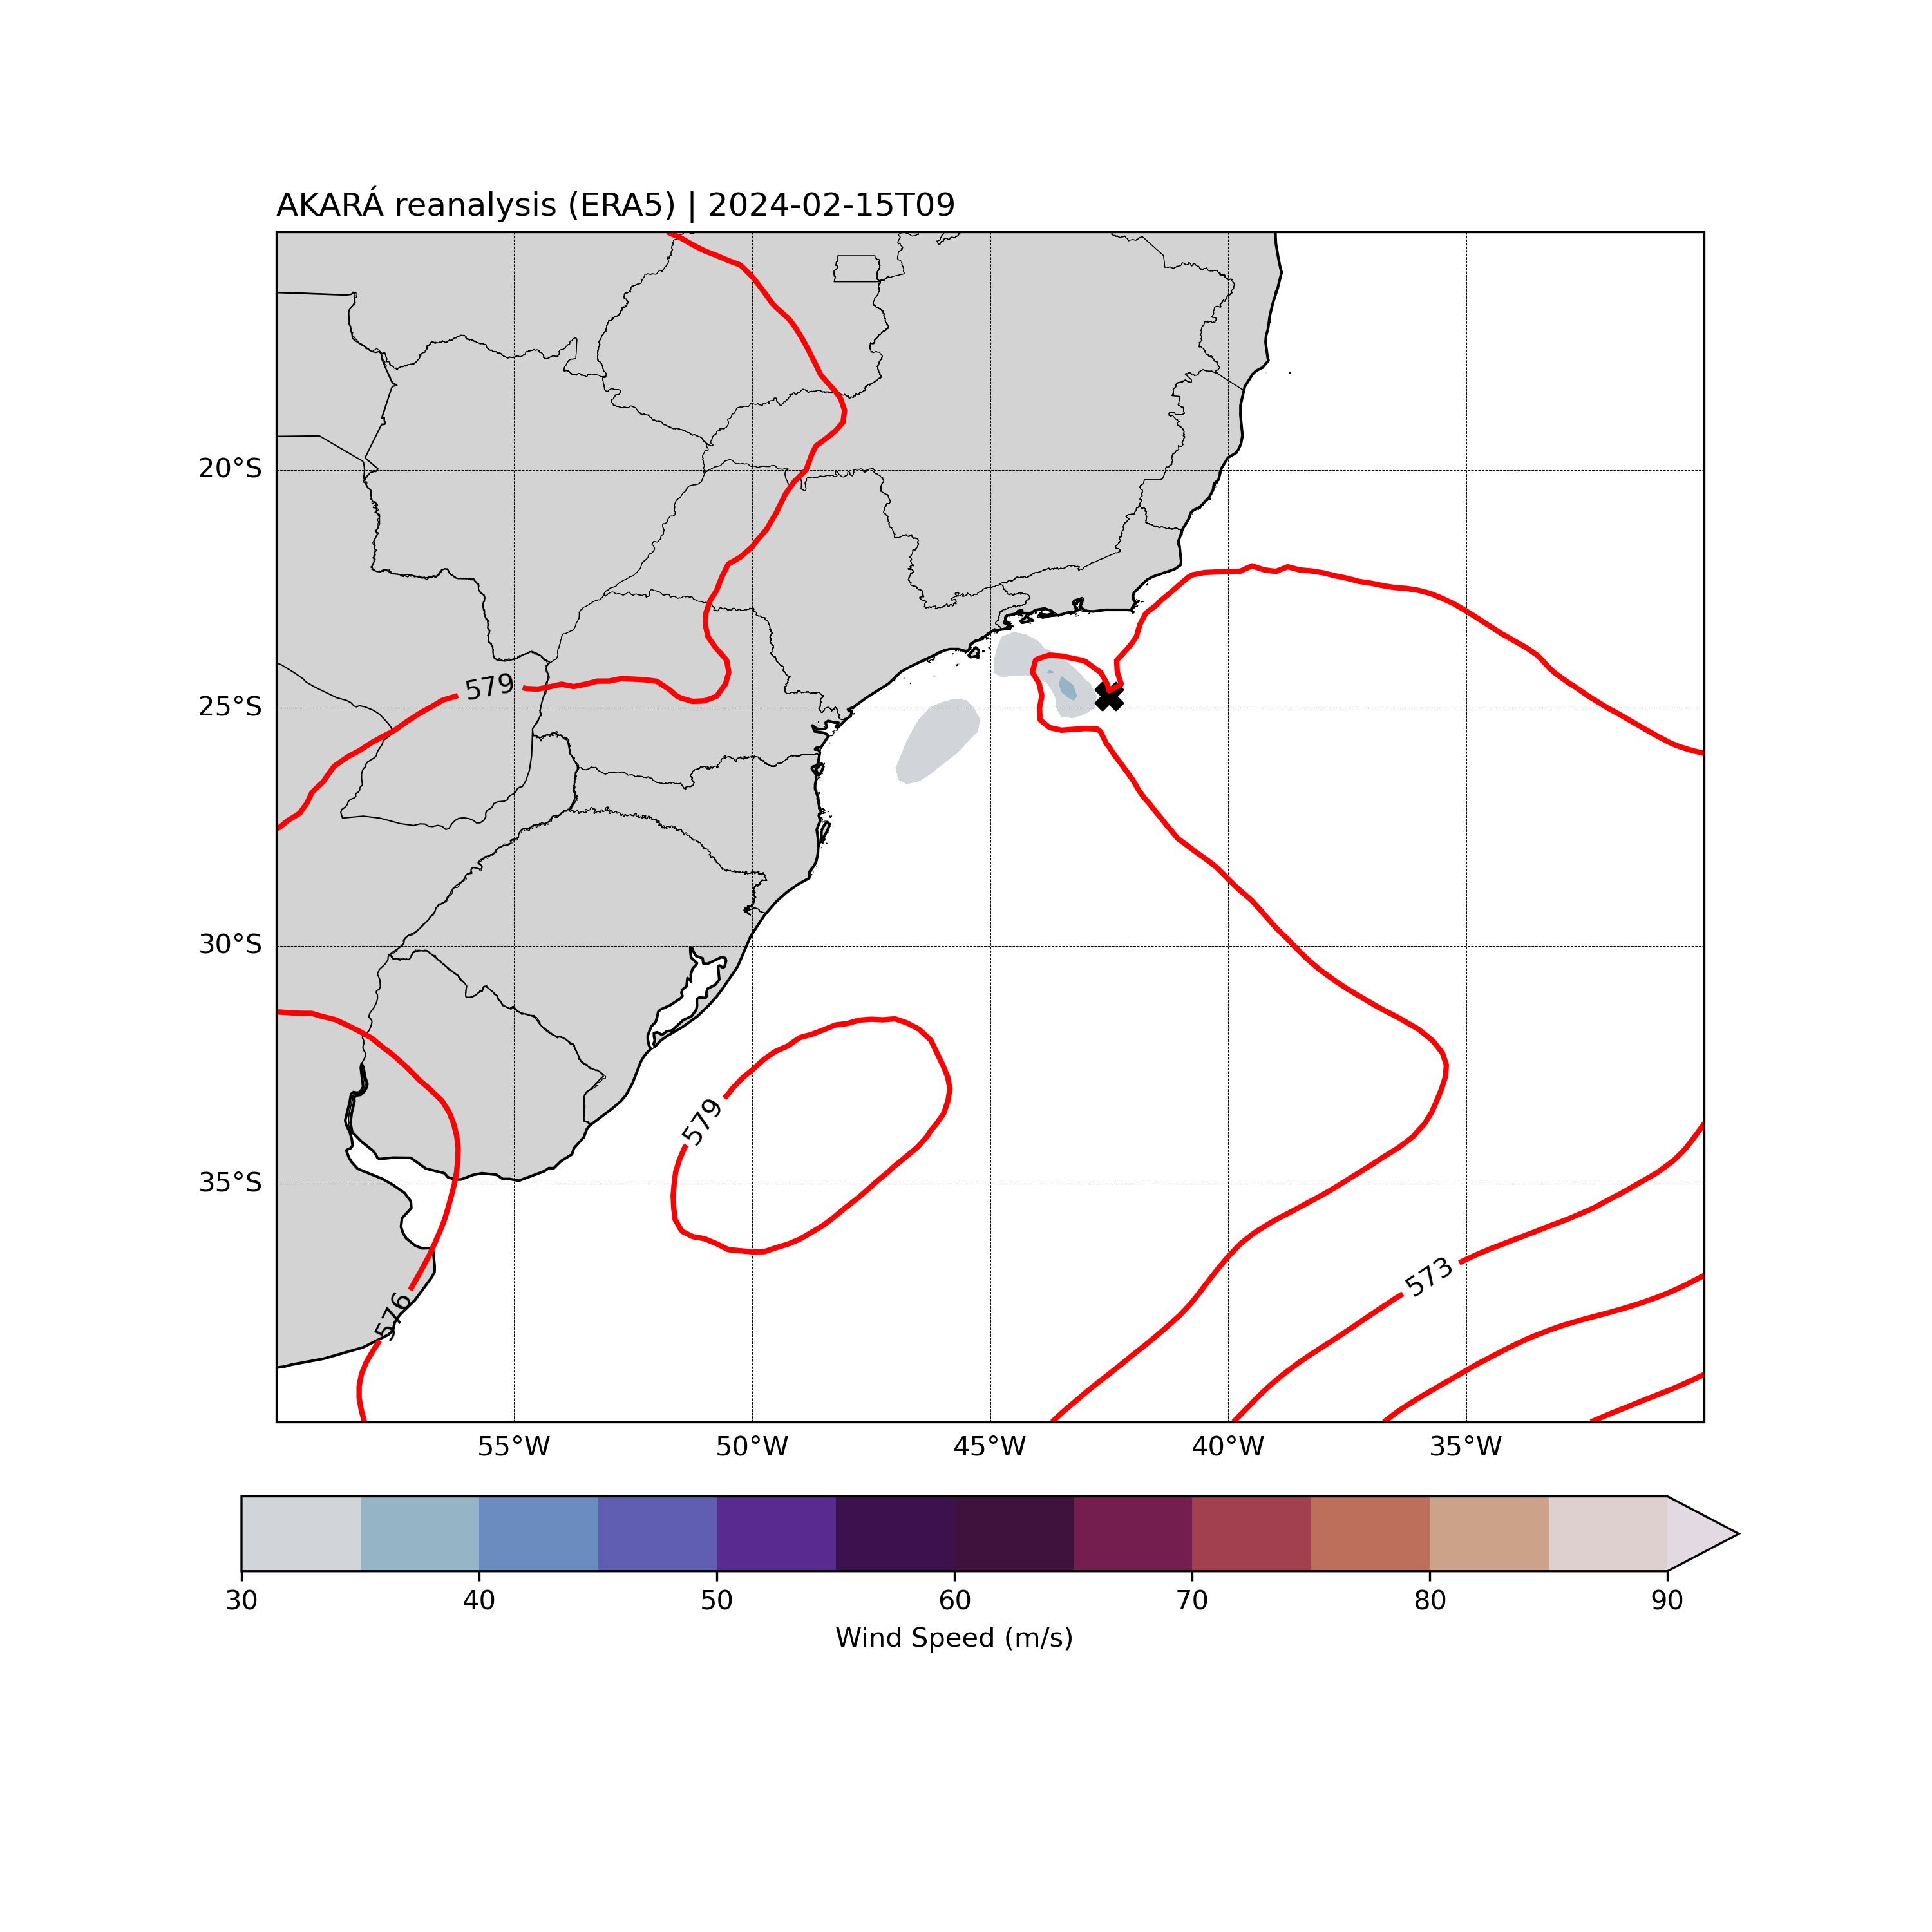 AKARÁ reanalysis (ERA5) | 2024-02-15T09
20°S
579
25°S
30°S
579
35°S
573
576
55°W 50°W 45°W 40°W 35°W
30 40 50 60 70 80 90
Wind Speed (m/s)